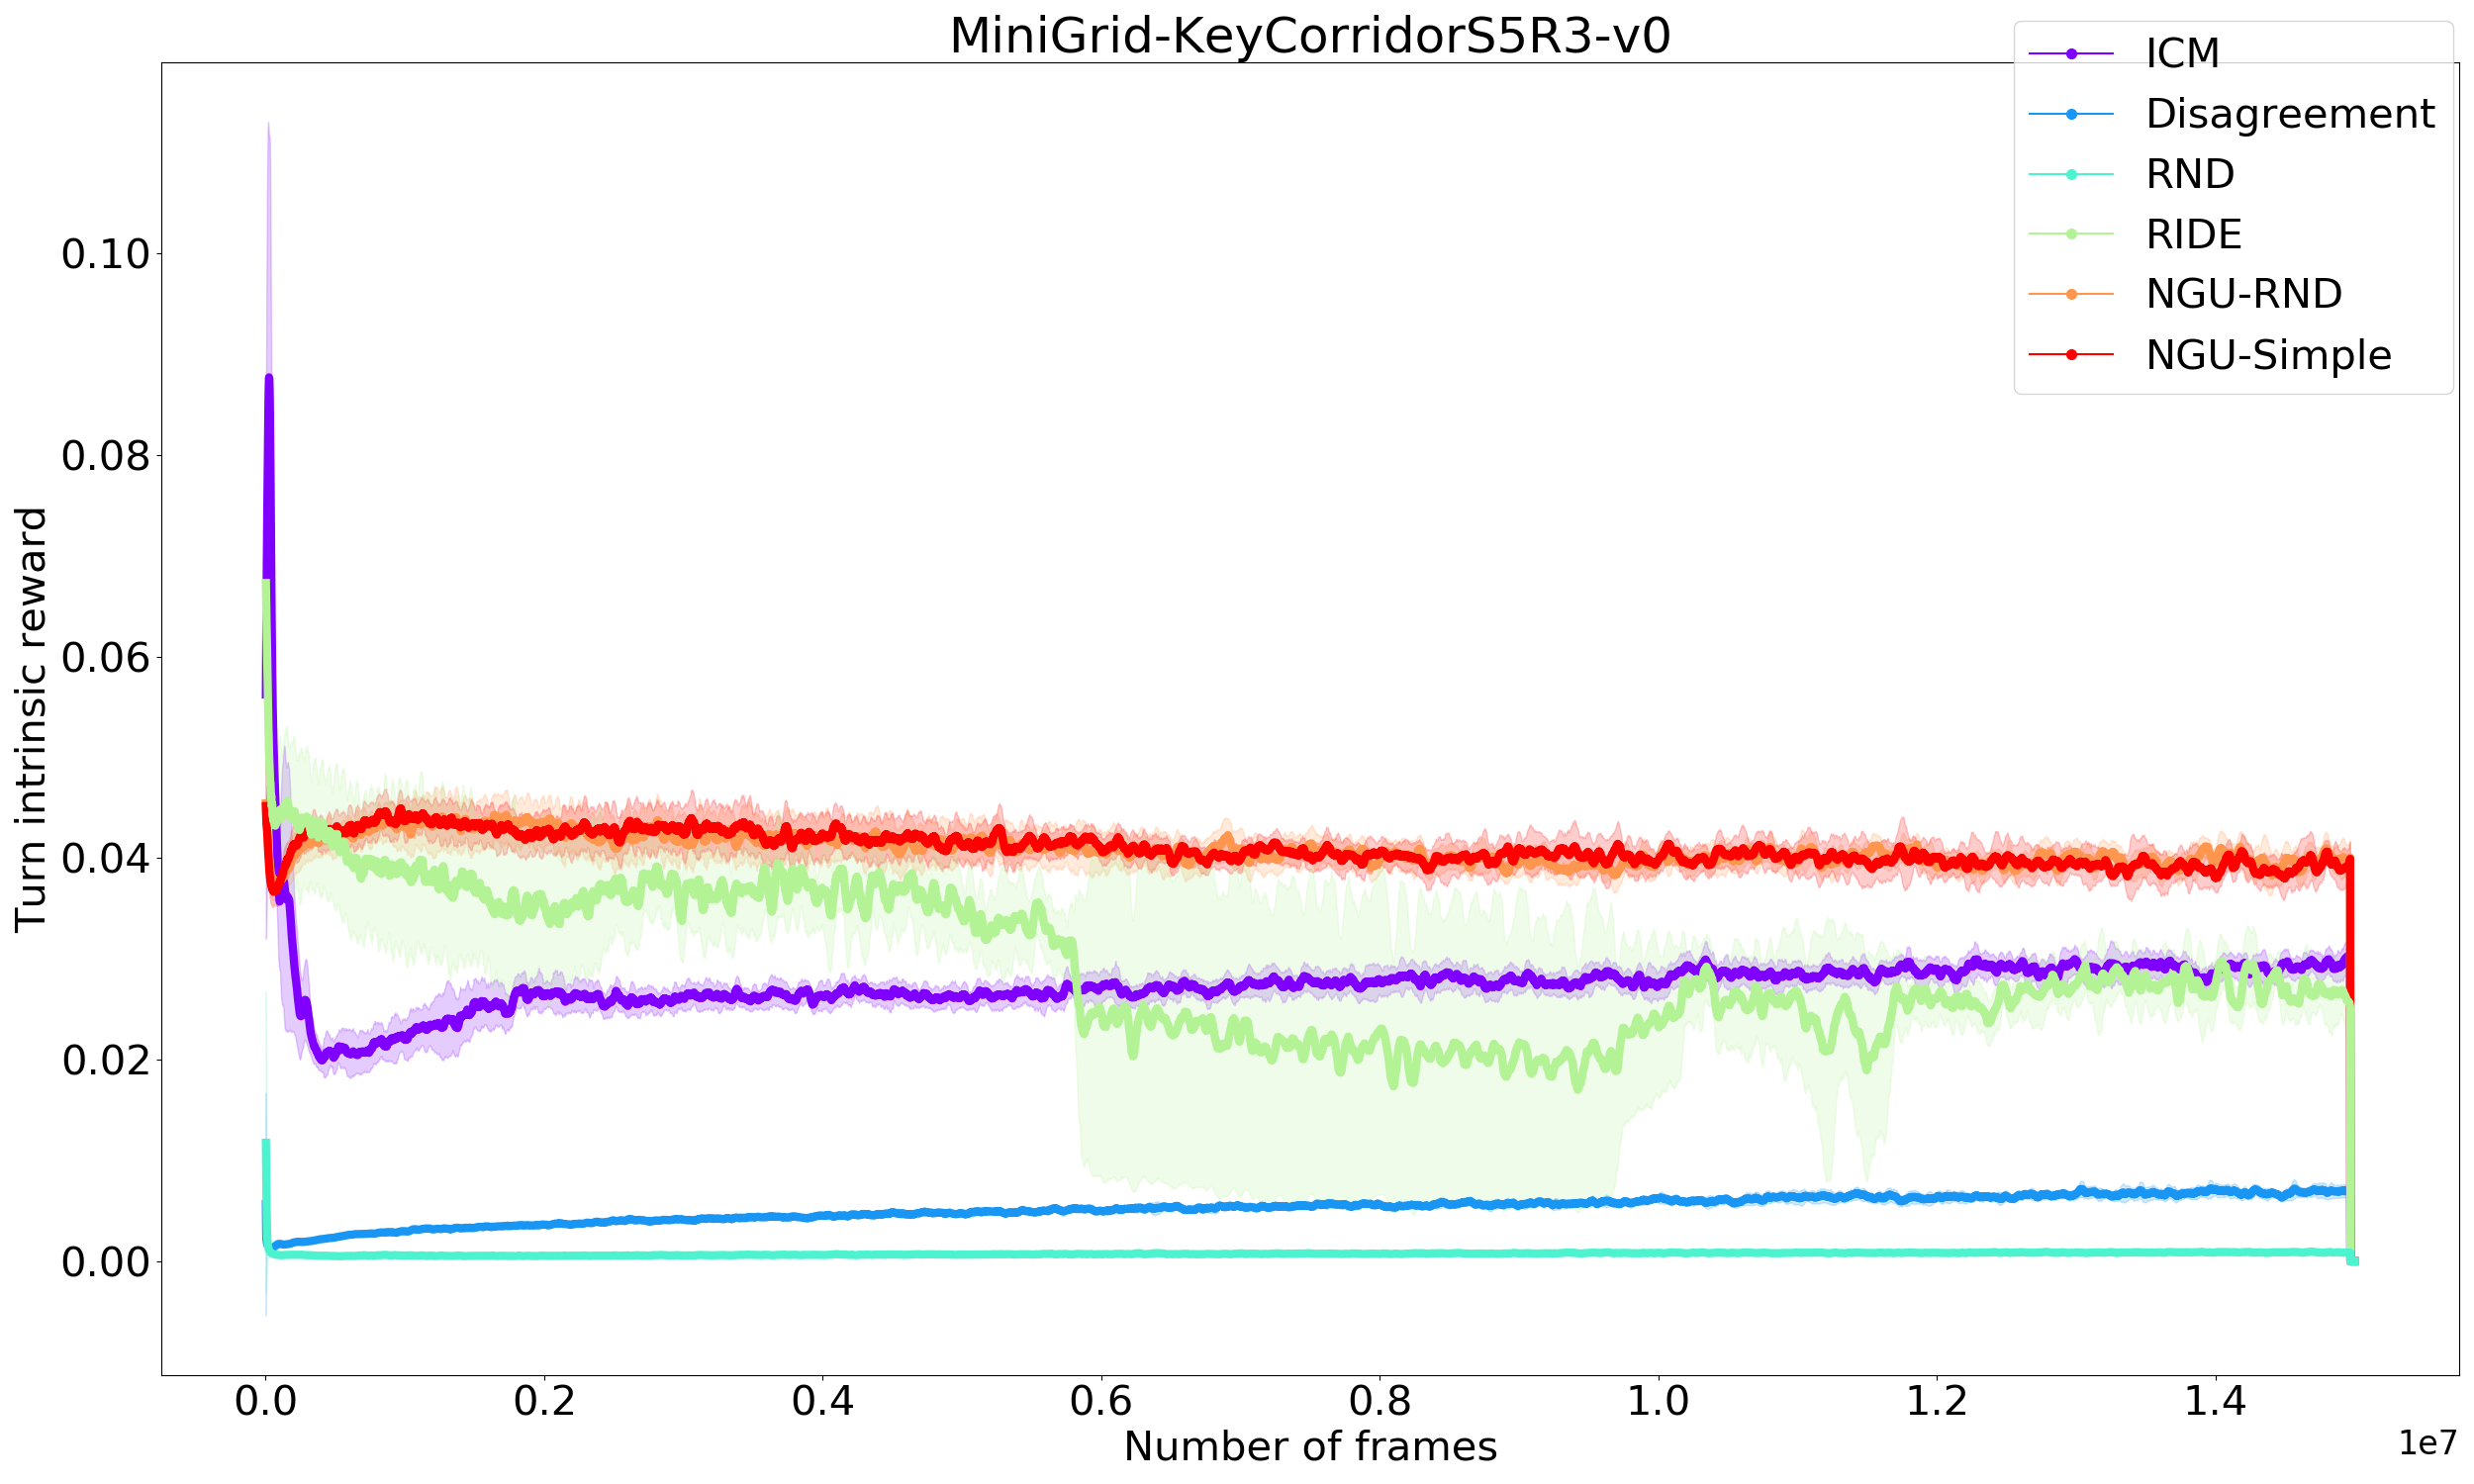 MiniGrid-KeyCorridorS5R3-v0
ICM
Disagreement
RND
RIDE
NGU-RND
NGU-Simple
Turn intrinsic reward
0.10
0.08
0.06
0.04
0.02
0.00
0.0 0.2 0.4 0.6 0.8 1.0 1.2 1.4
1e7
Number of frames